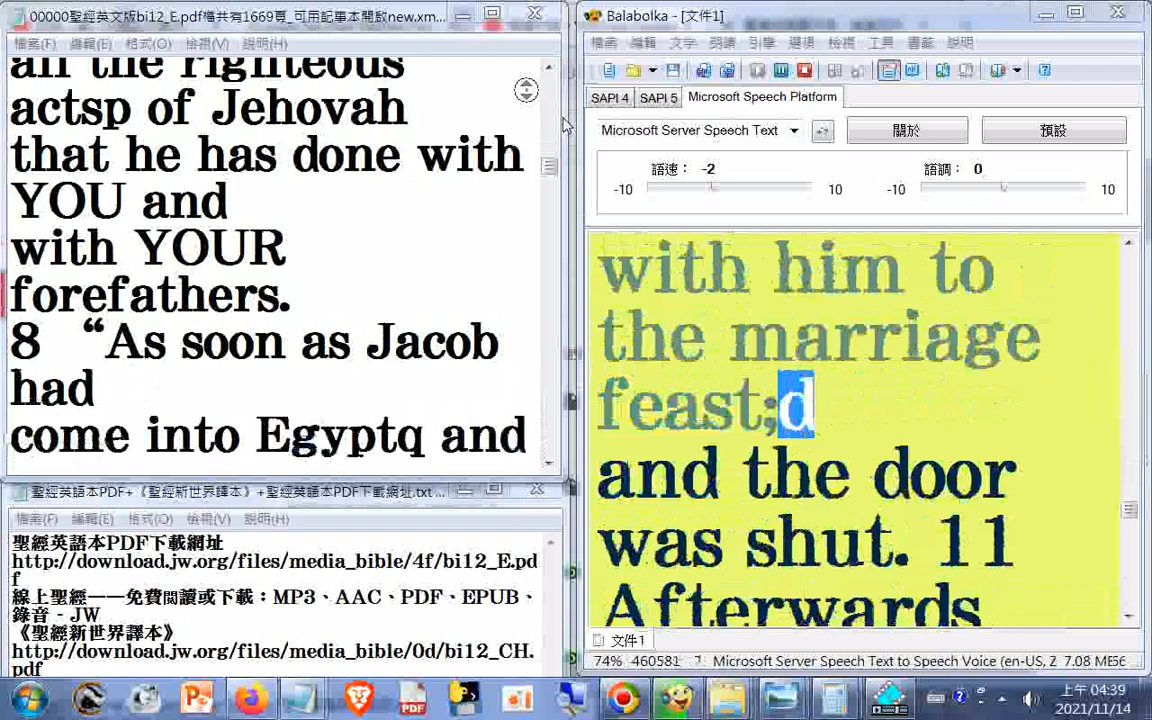 00000聖經英文版bi12_E.pdf檔共有1669頁_可用記事本開啟new.xm...
檔案(F) 編輯(E) 格式(O) 檢視(V) 說明(H)
all the righteous
actsp of Jehovah
that he has done with
YOU and
with YOUR
forefathers.
8 “As soon as Jacob
had
come into Egyptq and
聖經英語本PDF+《聖經新世界譯本》+聖經英語本PDF下載網址.txt ...
檔案(F) 編輯(E) 格式(O) 檢視(V) 說明(H)
聖經英語本PDF下載網址
http://download.jw.org/files/media_bible/4f/bi12_E.pd
f
線上聖經——免費閱讀或下載：MP3、AAC、PDF、EPUB、
錄音 - JW
《聖經新世界譯本》
http://download.jw.org/files/media_bible/0d/bi12_CH.
pdf
Balabolka - [文件1]
檔案 編輯 文字 朗讀 引擎 選項 檢視 工具 書籤 說明
SAPI 4 SAPI 5 Microsoft Speech Platform
Microsoft Server Speech Text 關於 預設
語速： -2 語調： 0
-10 10 -10 10
with him to
the marriage
feast;d
and the door
was shut. 11
Afterwards
文件1
74% 460581 Microsoft Server Speech Text to Speech Voice (en-US, Z 7.08 ME56
PDF
上午 04:39
2021/11/14